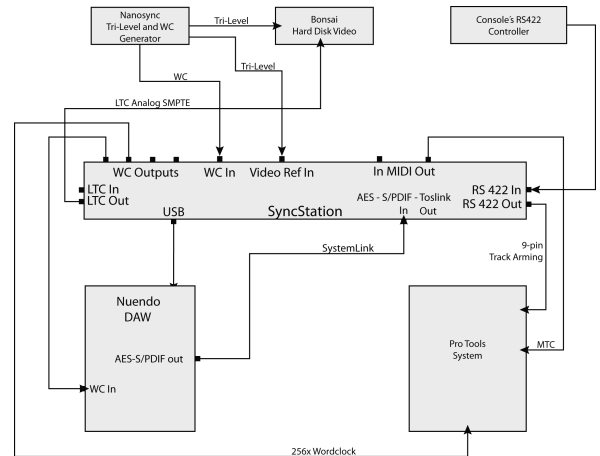 Nanosync
Tri-Level and WC
Generator
Tri-Level
Bonsai
Hard Disk Video
Console's RS422
Controller
Tri-Level
WC
LTC Analog SMPTE
WC Outputs
WC In
Video Ref In
In MIDI Out
LTC In
LTC Out
USB
SyncStation
AES - S/PDIF - Toslink
In Out
RS 422 In
RS 422 Out
SystemLink
9-pin
Track Arming
Nuendo
DAW
AES-S/PDIF out
WC In
Pro Tools
System
MTC
256x Wordclock